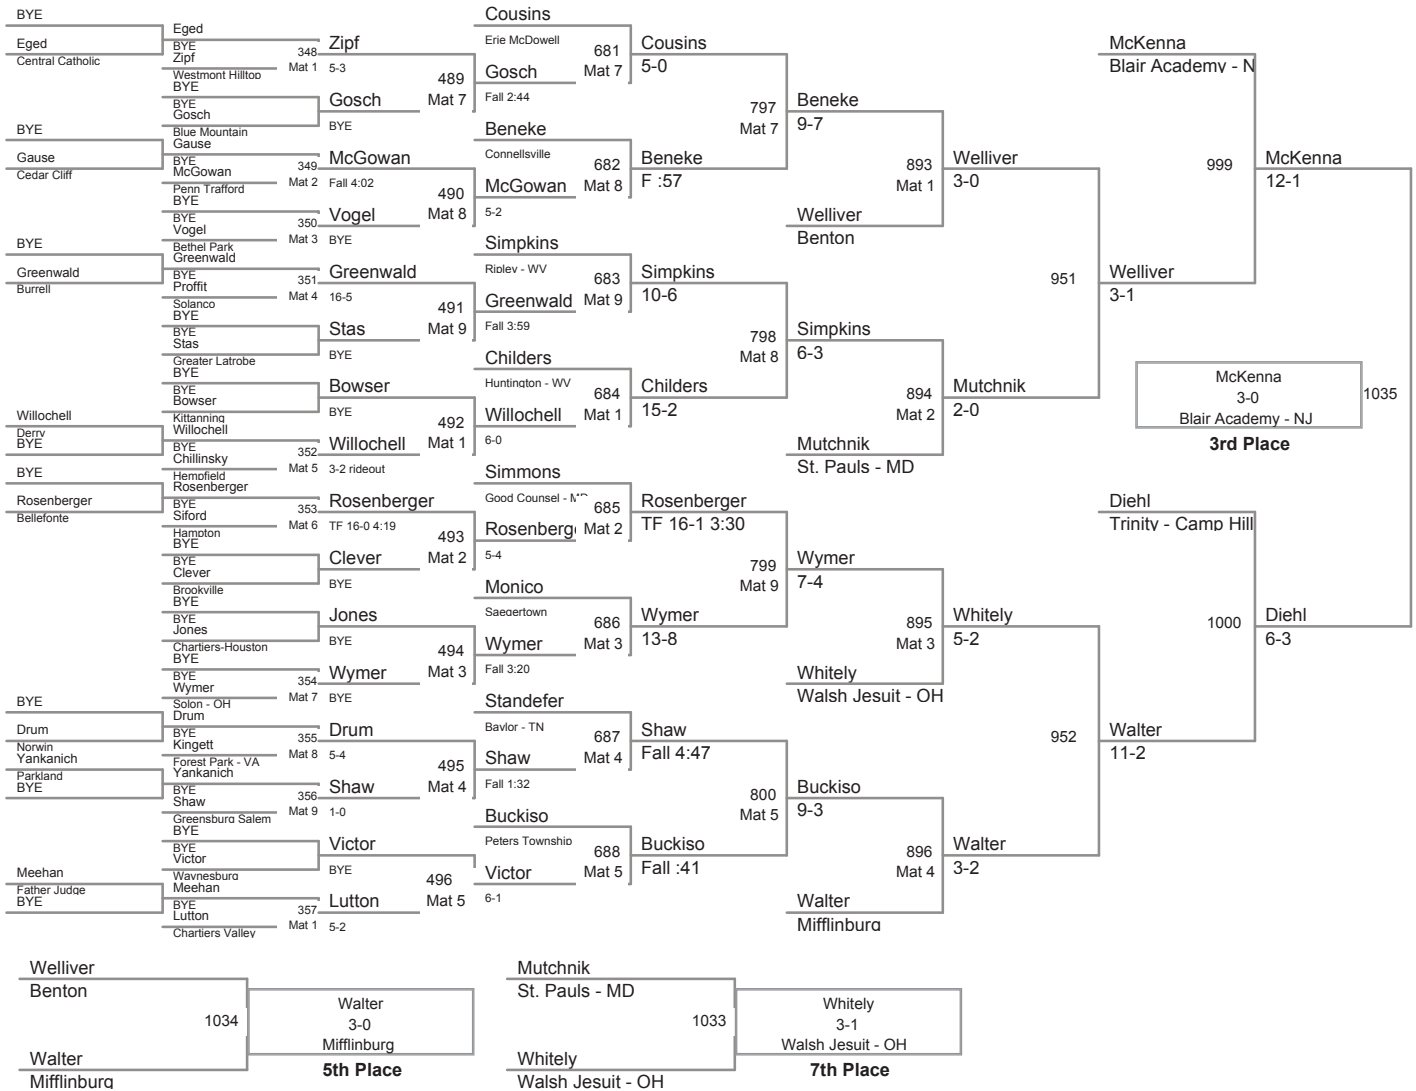 BYE
Eged
Central Catholic
BYE
Gause
Cedar Cliff
BYE
Greenwald
Burrell
Willochell
Derry
BYE
BYE
Rosenberger
Bellefonte
BYE
Drum
Norwin
Yankanich
Parkland
BYE
Meehan
Father Judge
BYE
Eged
BYE
Zipf
348
Mat 1
Westmont Hilltop
BYE
BYE
Gosch
Blue Mountain
Gause
BYE
McGowan
349
Mat 2
Penn Trafford
BYE
BYE
Vogel
350
Mat 3
Bethel Park
Greenwald
BYE
Proffit
351
Mat 4
Solanco
BYE
BYE
Stas
Greater Latrobe
BYE
BYE
Bowser
Kittanning
Willochell
BYE
Chillinsky
352
Mat 5
Hempfield
Rosenberger
BYE
Siford
353
Mat 6
Hampton
BYE
BYE
Clever
Brookville
BYE
BYE
Jones
Chartiers-Houston
BYE
BYE
Wymer
354
Mat 7
Solon - OH
Drum
BYE
Kingett
355
Mat 8
Forest Park - VA
Yankanich
BYE
Shaw
356
Mat 9
Greensburg Salem
BYE
BYE
Victor
Waynesburg
Meehan
BYE
Lutton
357
Mat 1
Chartiers Valley
Zipf
5-3
489
Mat 7
Gosch
BYE
McGowan
Fall 4:02
490
Mat 8
Vogel
BYE
Greenwald
16-5
491
Mat 9
Stas
BYE
Bowser
BYE
492
Mat 1
Willochell
3-2 rideout
Rosenberger
TF 16-0 4:19
493
Mat 2
Clever
BYE
Jones
BYE
494
Mat 3
Wymer
BYE
Drum
5-4
495
Mat 4
Shaw
1-0
Victor
BYE
496
Mat 5
Lutton
5-2
Cousins
Erie McDowell
681
Mat 7
Gosch
Fall 2:44
Beneke
Connellsville
682
Mat 8
McGowan
5-2
Simpkins
Ripley - WV
683
Mat 9
Greenwald
Fall 3:59
Childers
Huntington - WV
684
Mat 1
Willochell
6-0
Simmons
Good Counsel - MD
685
Mat 2
Rosenberge
5-4
Monico
Saegertown
686
Mat 3
Wymer
Fall 3:20
Standefer
Baylor - TN
687
Mat 4
Shaw
Fall 1:32
Buckiso
Peters Township
688
Mat 5
Victor
6-1
Cousins
5-0
797
Mat 7
Beneke
F :57
Simpkins
10-6
798
Mat 8
Childers
15-2
Rosenberger
TF 16-1 3:30
799
Mat 9
Wymer
13-8
Shaw
Fall 4:47
800
Mat 5
Buckiso
Fall :41
Beneke
9-7
893
Mat 1
Welliver
Benton
Simpkins
6-3
894
Mat 2
Mutchnik
St. Pauls - MD
Wymer
7-4
895
Mat 3
Whitely
Walsh Jesuit - OH
Buckiso
9-3
896
Mat 4
Walter
Mifflinburg
Welliver
3-0
951
Mutchnik
2-0
Whitely
5-2
952
Walter
3-2
McKenna
Blair Academy - N
999
Welliver
3-1
Diehl
Trinity - Camp Hill
1000
Walter
11-2
McKenna
12-1
Diehl
6-3
McKenna
3-0
Blair Academy - NJ
1035
3rd Place
Welliver
Benton
1034
Walter
Mifflinburg
Walter
3-0
Mifflinburg
5th Place
Mutchnik
St. Pauls - MD
1033
Whitely
Walsh Jesuit - OH
Whitely
3-1
Walsh Jesuit - OH
7th Place